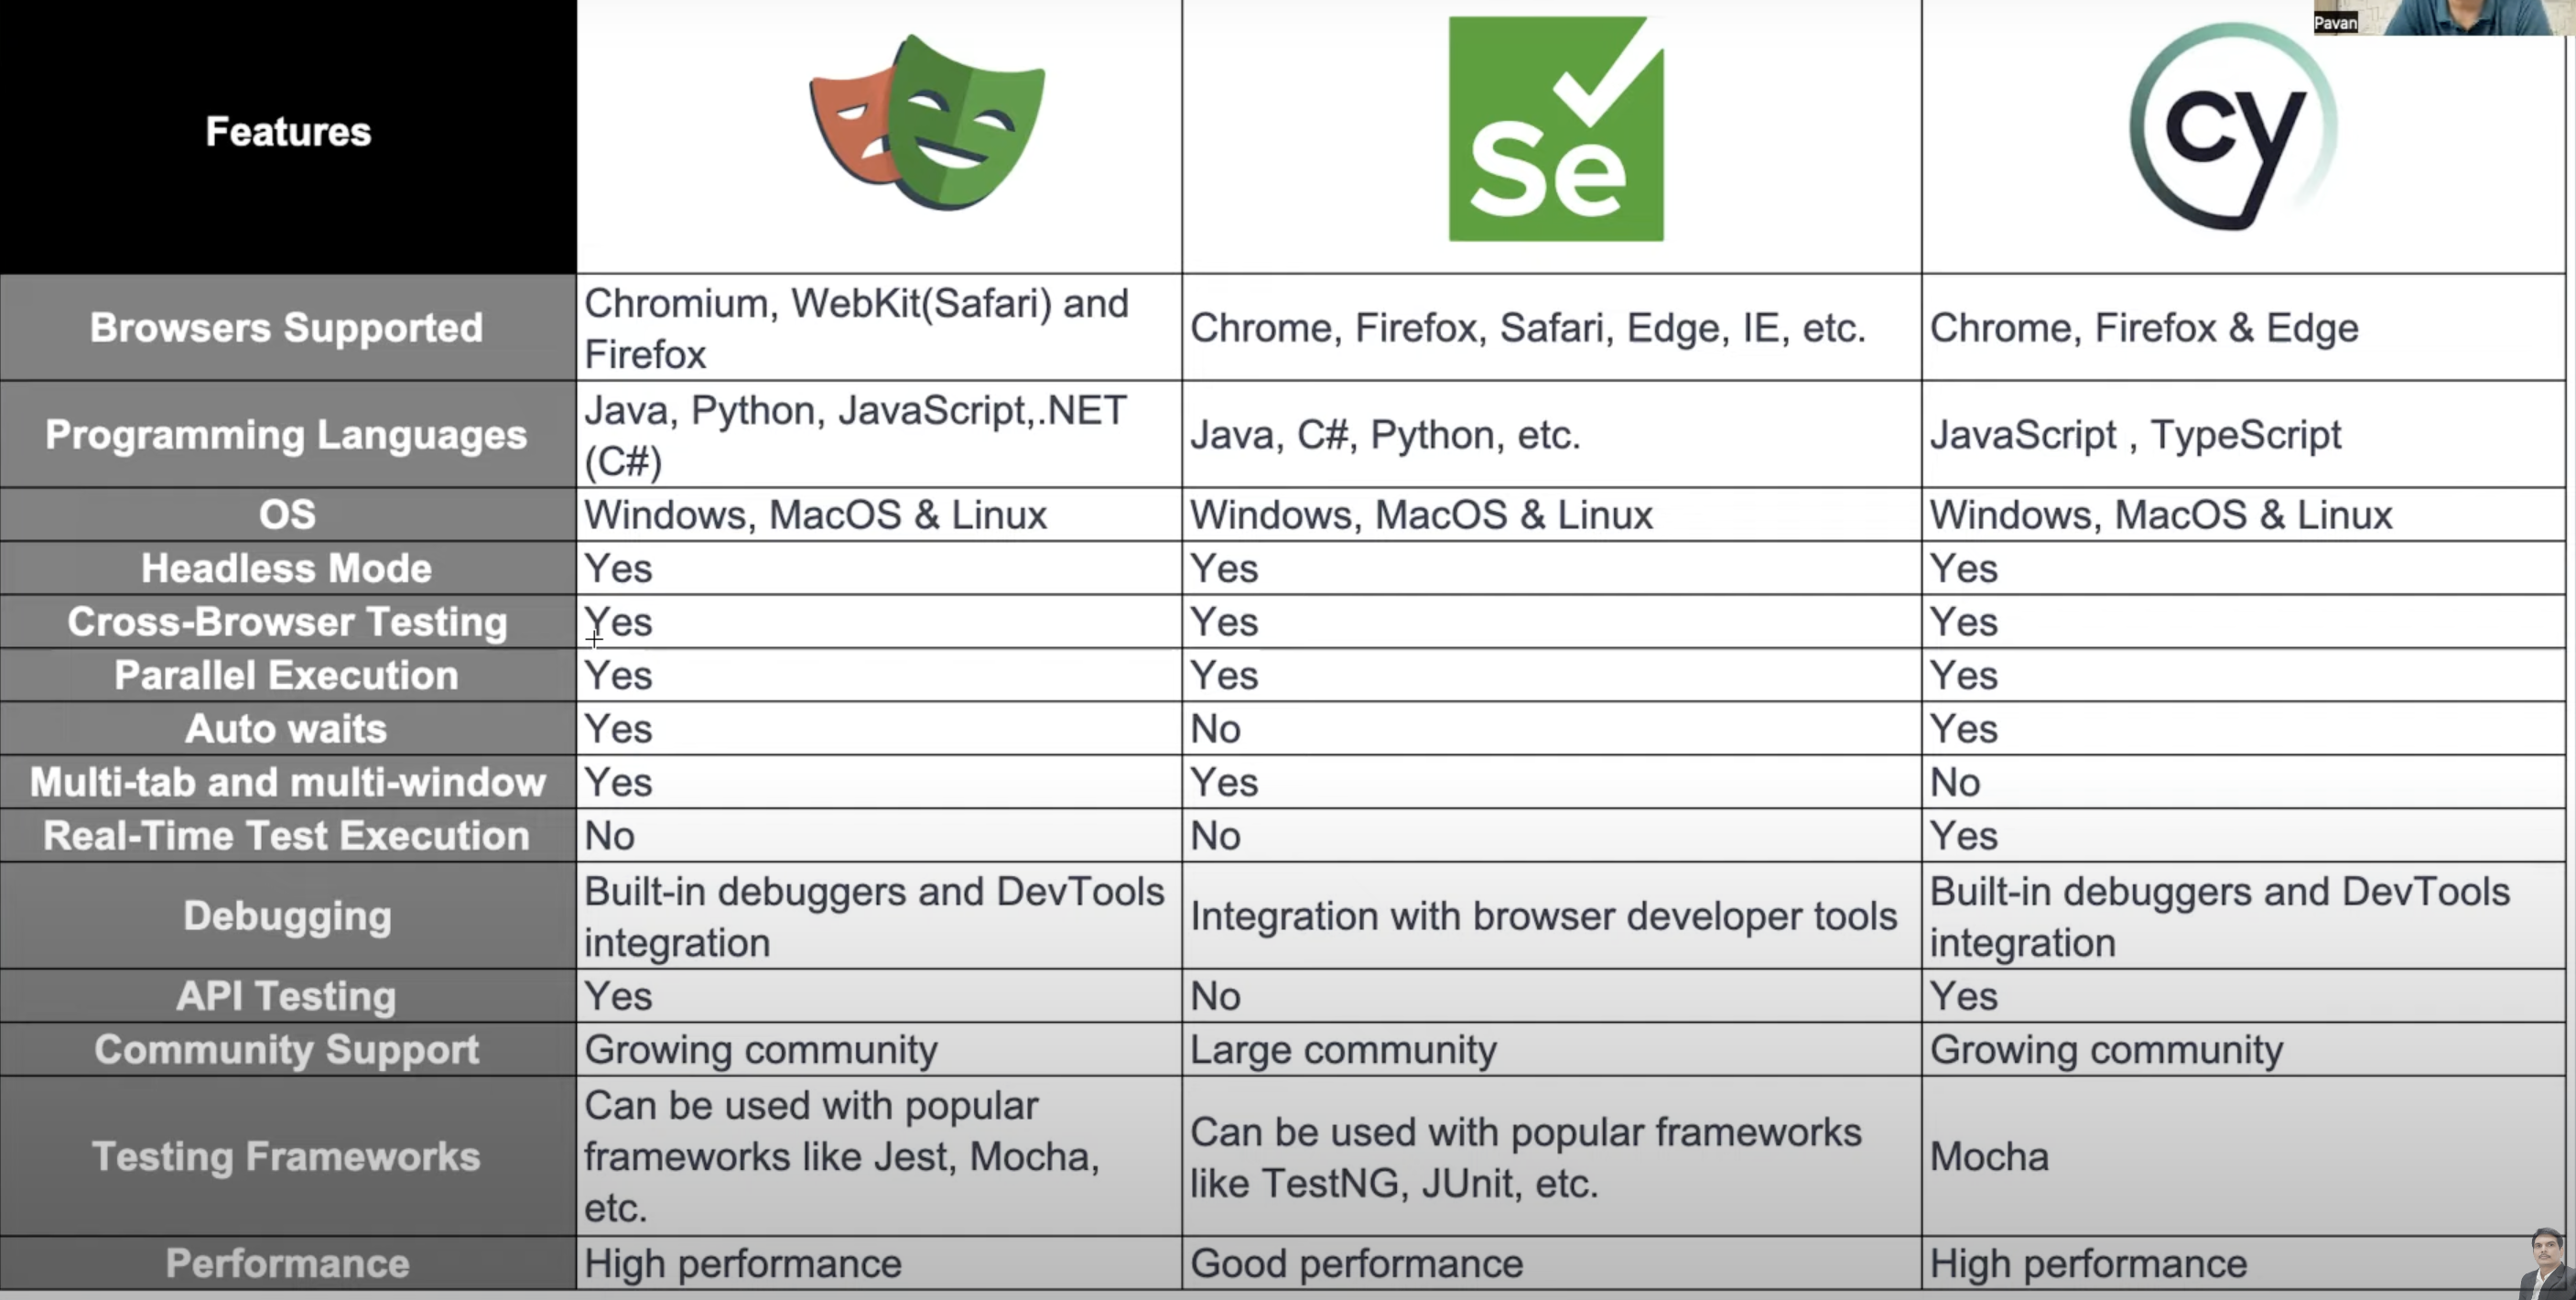 Pavan
Features
Se
cy
Browsers Supported
Chromium, WebKit(Safari) and
Firefox
Chrome, Firefox, Safari, Edge, IE, etc.
Chrome, Firefox & Edge
Programming Languages
Java, Python, JavaScript,.NET
(C#)
Java, C#, Python, etc.
JavaScript , TypeScript
OS
Windows, MacOS & Linux
Windows, MacOS & Linux
Windows, MacOS & Linux
Headless Mode
Yes
Yes
Yes
Cross-Browser Testing
Yes
Yes
Yes
Parallel Execution
Yes
Yes
Yes
Auto waits
Yes
No
Yes
Multi-tab and multi-window
Yes
Yes
No
Real-Time Test Execution
No
No
Yes
Debugging
Built-in debuggers and DevTools
integration
Integration with browser developer tools
Built-in debuggers and DevTools
integration
API Testing
Yes
No
Yes
Community Support
Growing community
Large community
Growing community
Testing Frameworks
Can be used with popular
frameworks like Jest, Mocha,
etc.
Can be used with popular frameworks
like TestNG, JUnit, etc.
Mocha
Performance
High performance
Good performance
High performance